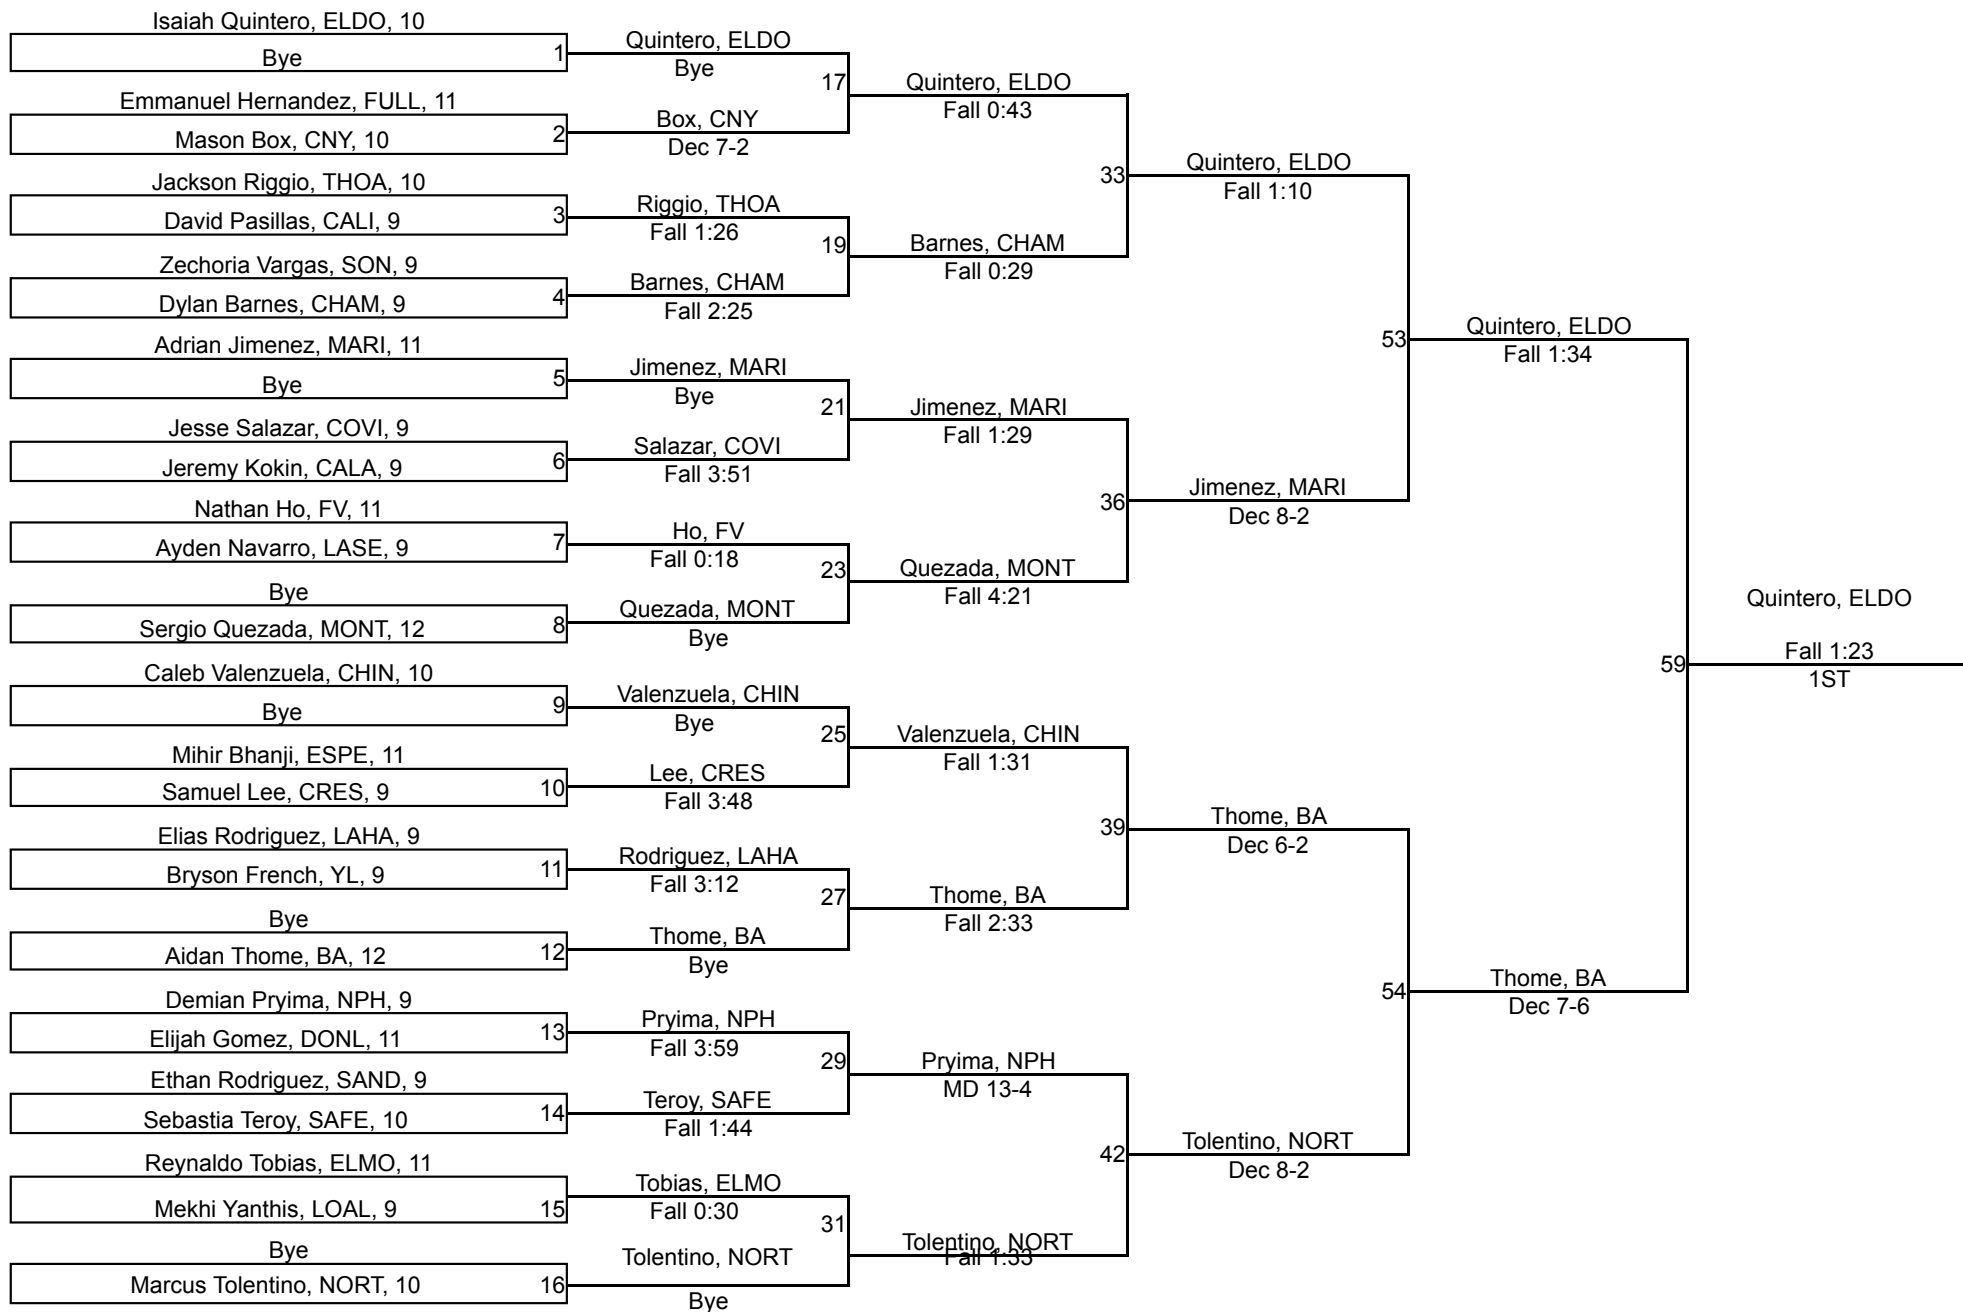 Isaiah Quintero, ELDO, 10
Bye
1
Emmanuel Hernandez, FULL, 11
Mason Box, CNY, 10
2
Jackson Riggio, THOA, 10
David Pasillas, CALI, 9
3
Zechoria Vargas, SON, 9
Dylan Barnes, CHAM, 9
4
Adrian Jimenez, MARI, 11
Bye
5
Jesse Salazar, COVI, 9
Jeremy Kokin, CALA, 9
6
Nathan Ho, FV, 11
Ayden Navarro, LASE, 9
7
Bye
Sergio Quezada, MONT, 12
8
Caleb Valenzuela, CHIN, 10
Bye
9
Mihir Bhanji, ESPE, 11
Samuel Lee, CRES, 9
10
Elias Rodriguez, LAHA, 9
Bryson French, YL, 9
11
Bye
Aidan Thome, BA, 12
12
Demian Pryima, NPH, 9
Elijah Gomez, DONL, 11
13
Ethan Rodriguez, SAND, 9
Sebastia Teroy, SAFE, 10
14
Reynaldo Tobias, ELMO, 11
Mekhi Yanthis, LOAL, 9
15
Bye
Marcus Tolentino, NORT, 10
16
Quintero, ELDO
Bye
17
Box, CNY
Dec 7-2
Riggio, THOA
Fall 1:26
19
Barnes, CHAM
Fall 2:25
Jimenez, MARI
Bye
21
Salazar, COVI
Fall 3:51
Ho, FV
Fall 0:18
23
Quezada, MONT
Bye
Valenzuela, CHIN
Bye
25
Lee, CRES
Fall 3:48
Rodriguez, LAHA
Fall 3:12
27
Thome, BA
Bye
Pryima, NPH
Fall 3:59
29
Teroy, SAFE
Fall 1:44
Tobias, ELMO
Fall 0:30
31
Tolentino, NORT
Bye
Quintero, ELDO
Fall 0:43
33
Barnes, CHAM
Fall 0:29
Jimenez, MARI
Fall 1:29
36
Quezada, MONT
Fall 4:21
Valenzuela, CHIN
Fall 1:31
39
Thome, BA
Fall 2:33
Pryima, NPH
MD 13-4
42
Tolentino, NORT
Fall 1:33
Quintero, ELDO
Fall 1:10
53
Jimenez, MARI
Dec 8-2
Thome, BA
Dec 6-2
54
Tolentino, NORT
Dec 8-2
Quintero, ELDO
Fall 1:34
59
Thome, BA
Dec 7-6
Quintero, ELDO
Fall 1:23
1ST